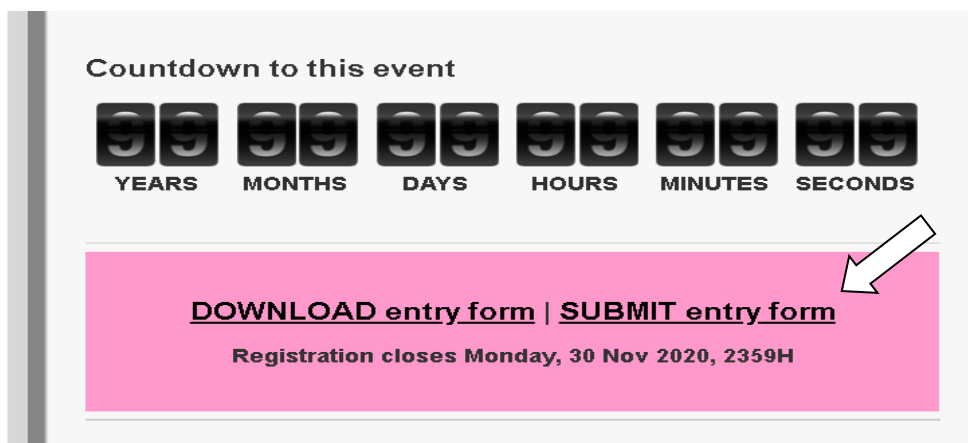 Countdown to this event
99 99 99 99 99 99
YEARS MONTHS DAYS HOURS MINUTES SECONDS
DOWNLOAD entry form | SUBMIT entry form
Registration closes Monday, 30 Nov 2020, 2359H